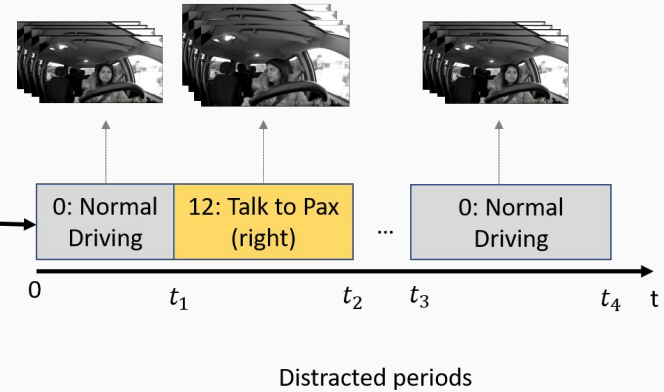 0: Normal
Driving
12: Talk to Pax
(right)
...
0: Normal
Driving
0
t₁
t₂
t₃
t₄
t
Distracted periods